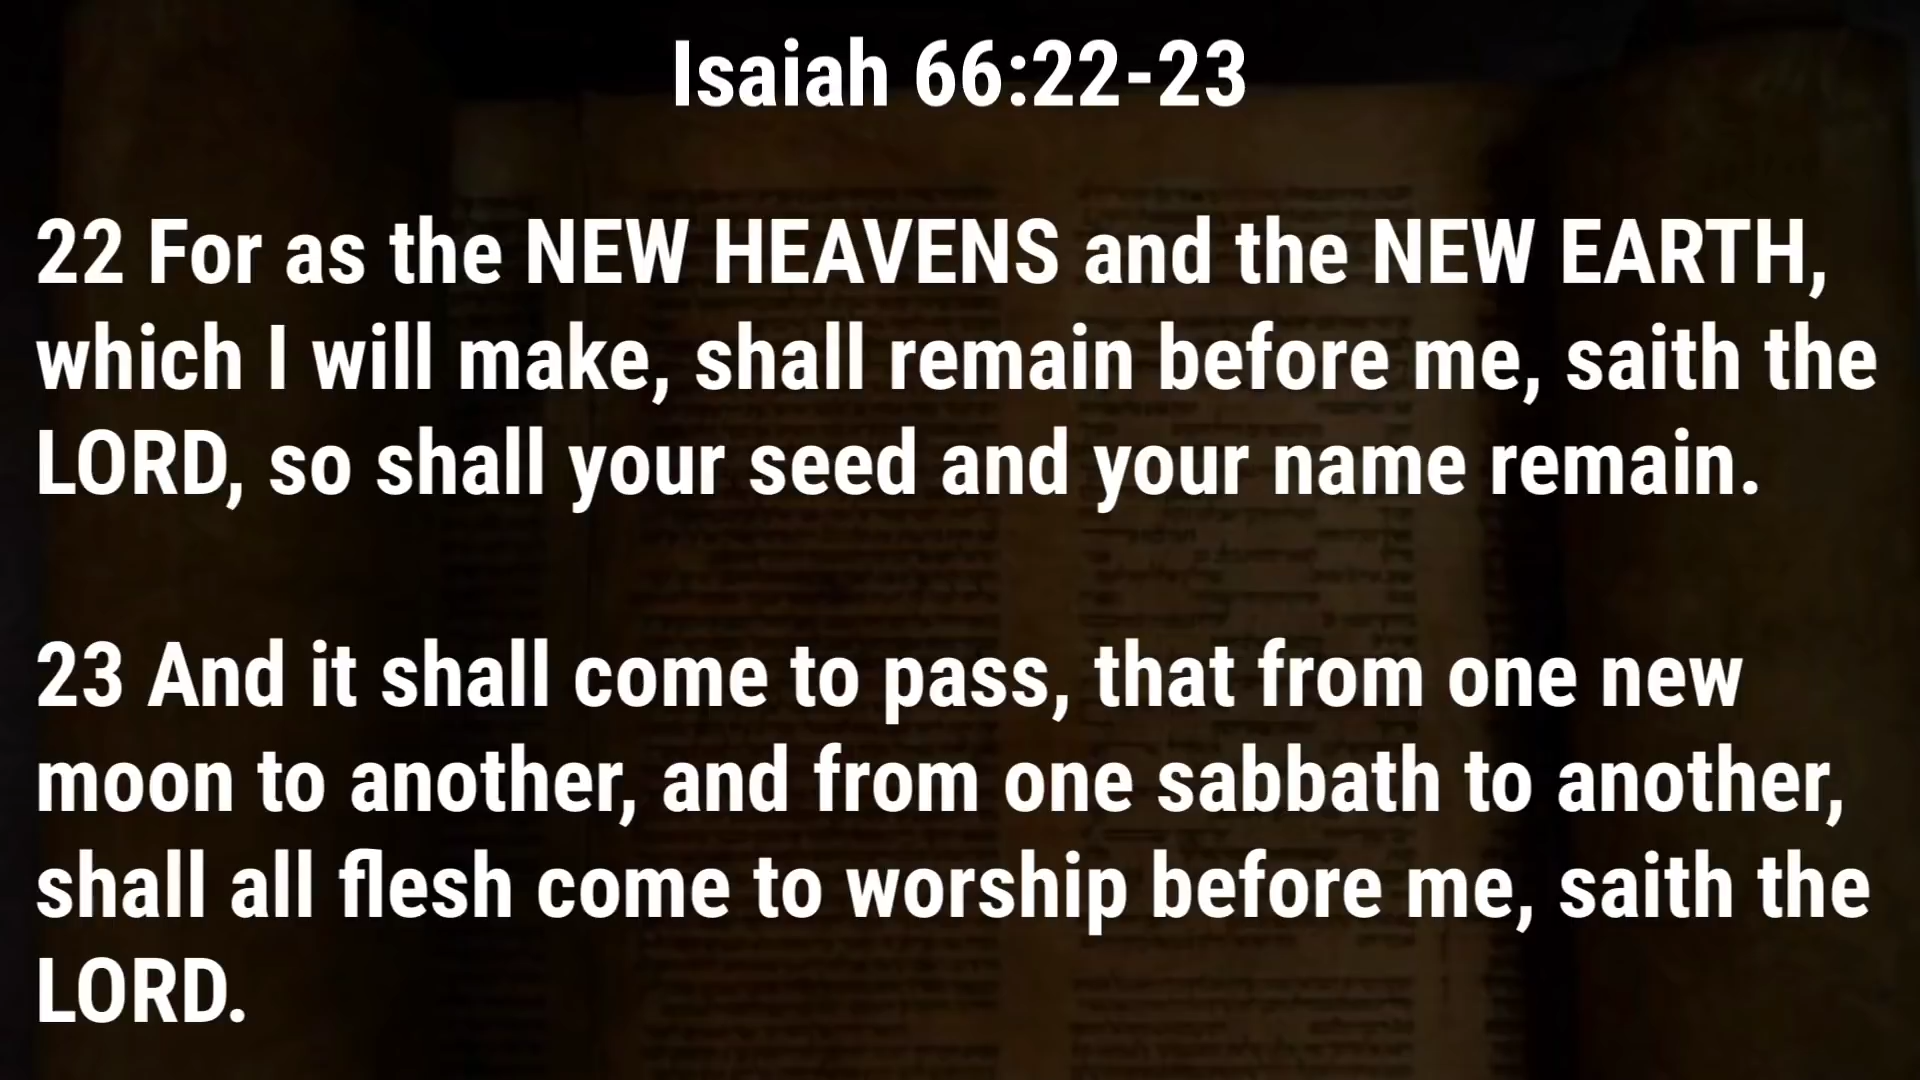 Isaiah 66:22-23
22 For as the NEW HEAVENS and the NEW EARTH,
which I will make, shall remain before me, saith the
LORD, so shall your seed and your name remain.
23 And it shall come to pass, that from one new
moon to another, and from one sabbath to another,
shall all flesh come to worship before me, saith the
LORD.